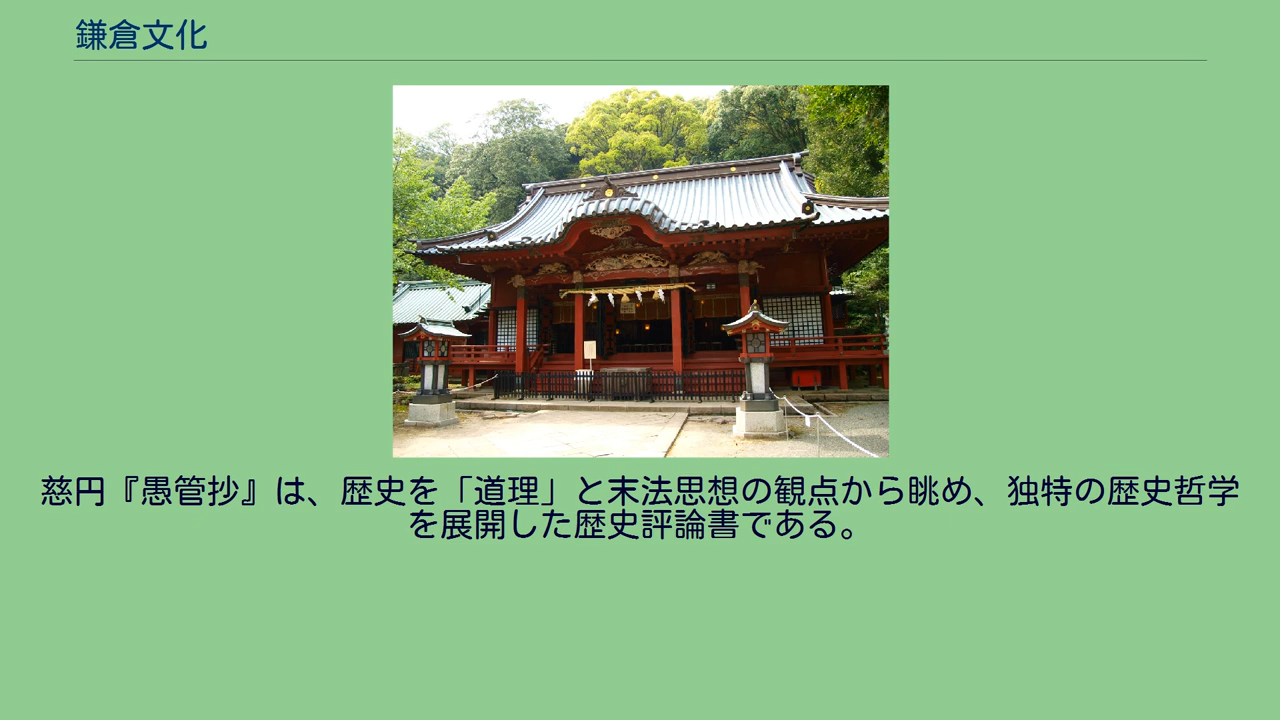 鎌倉文化
慈円『愚管抄』は、歴史を「道理」と末法思想の観点から眺め、独特の歴史哲学
を展開した歴史評論書である。